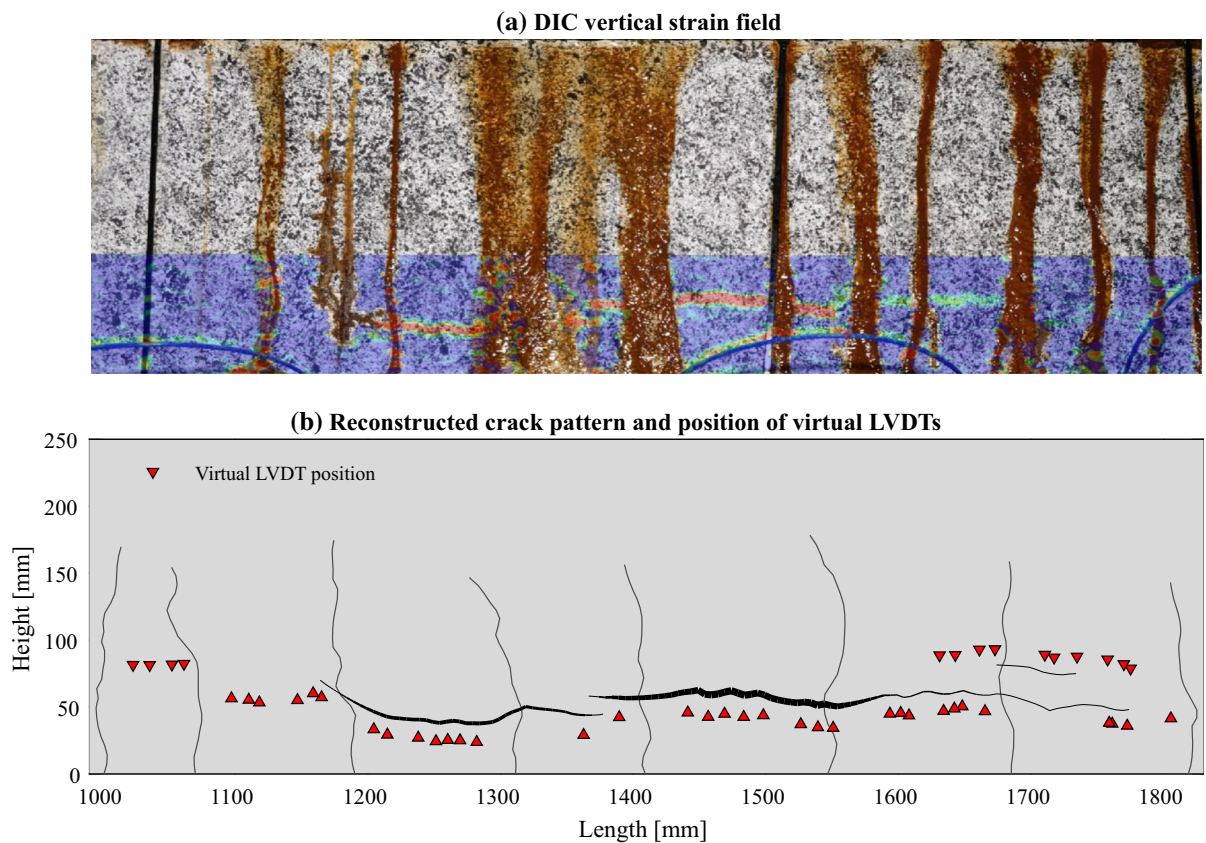 (a) DIC vertical strain field
(b) Reconstructed crack pattern and position of virtual LVDTs
250
Virtual LVDT position
200
150
100
50
0
Height [mm]
1000 1100 1200 1300 1400 1500 1600 1700 1800
Length [mm]